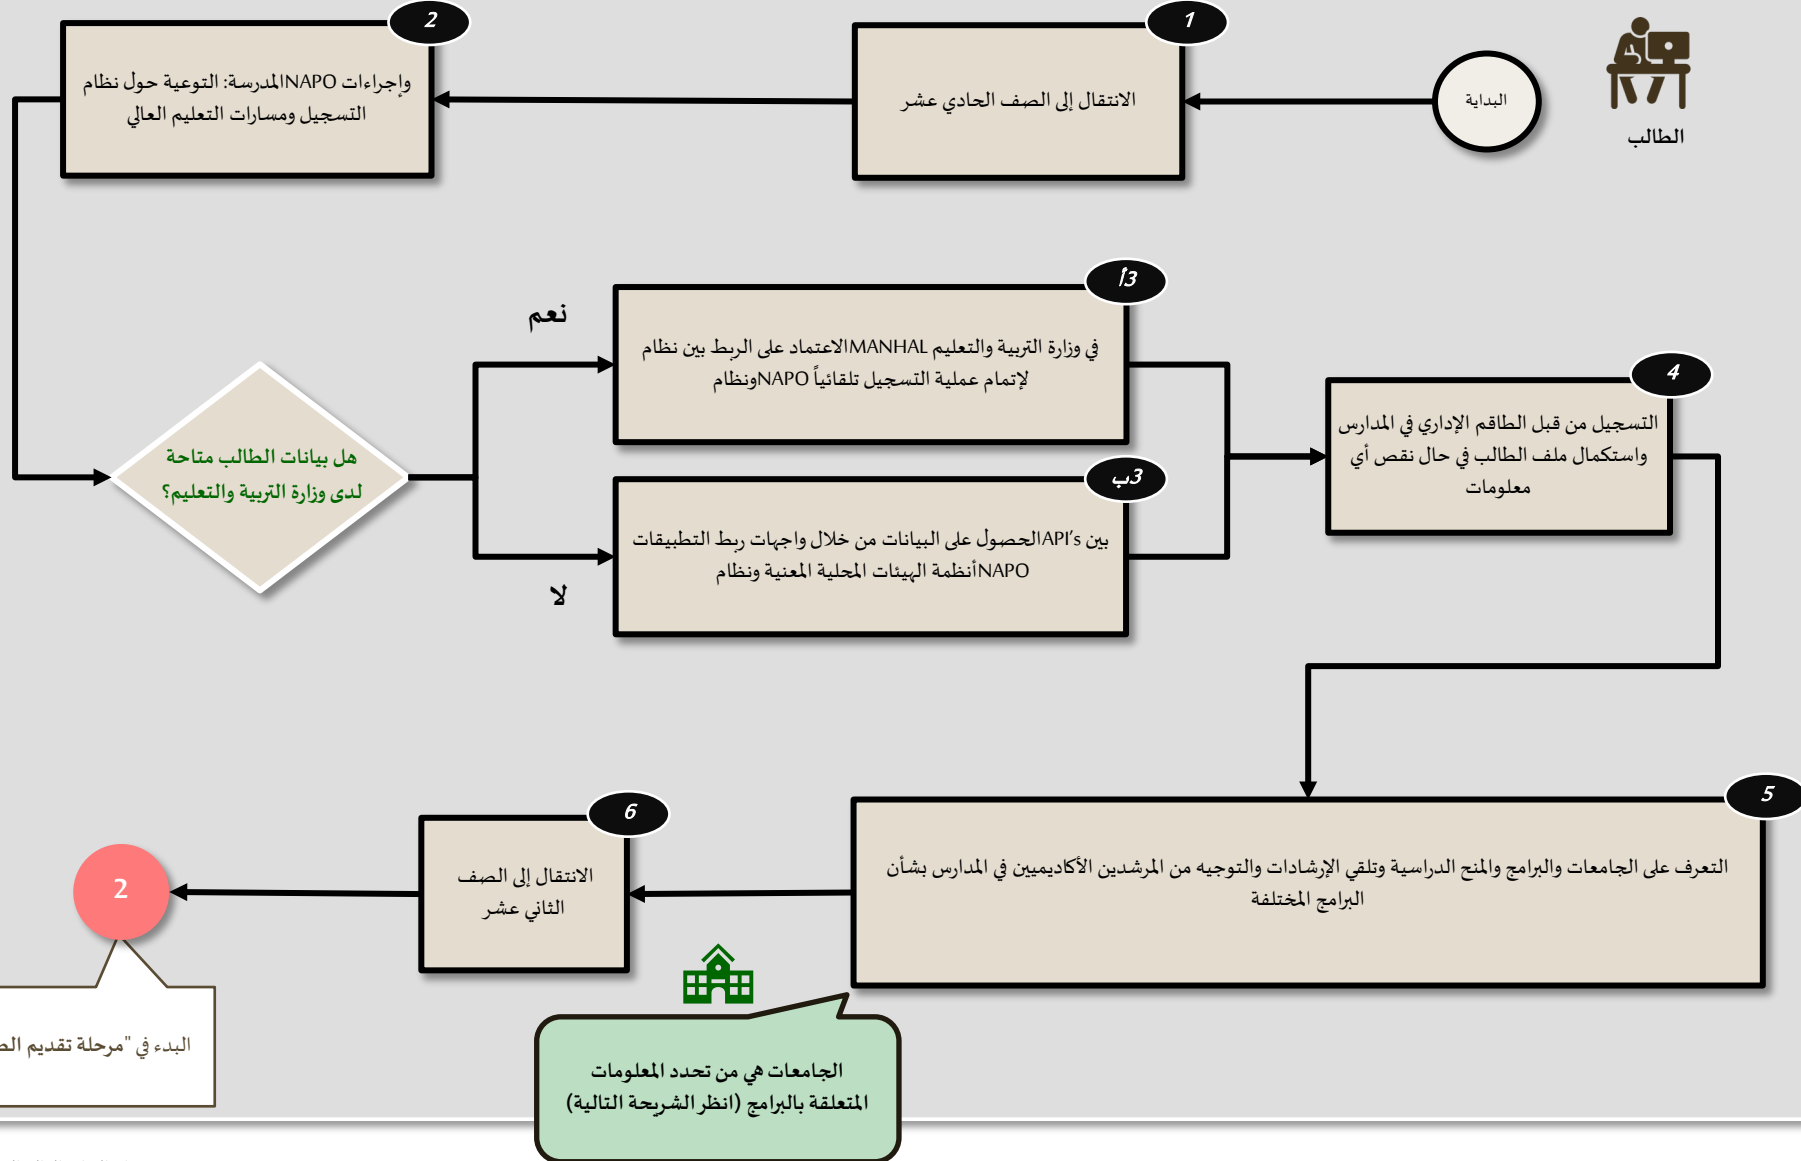 الطالب
البداية
1
الانتقال إلى الصف الحادي عشر
2
المدرسة: التوعية حول نظام NAPO وإجراءات
التسجيل ومسارات التعليم العالي
هل بيانات الطالب متاحة
لدى وزارة التربية والتعليم؟
نعم
3أ
الاعتماد على الربط بين نظام MANHAL في وزارة التربية والتعليم
ونظام NAPO لإتمام عملية التسجيل تلقائياً
لا
3ب
الحصول على البيانات من خلال واجهات ربط التطبيقات API's بين
أنظمة الهيئات المحلية المعنية ونظام NAPO
4
التسجيل من قبل الطاقم الإداري في المدارس
واستكمال ملف الطالب في حال نقص أي
معلومات
5
التعرف على الجامعات والبرامج والمنح الدراسية وتلقي الإرشادات والتوجيه من المرشدين الأكاديميين في المدارس بشأن
البرامج المختلفة
6
الانتقال إلى الصف
الثاني عشر
2
البدء في "مرحلة تقديم
الجامعات هي من تحدد المعلومات
المتعلقة بالبرامج (انظر الشريحة التالية)